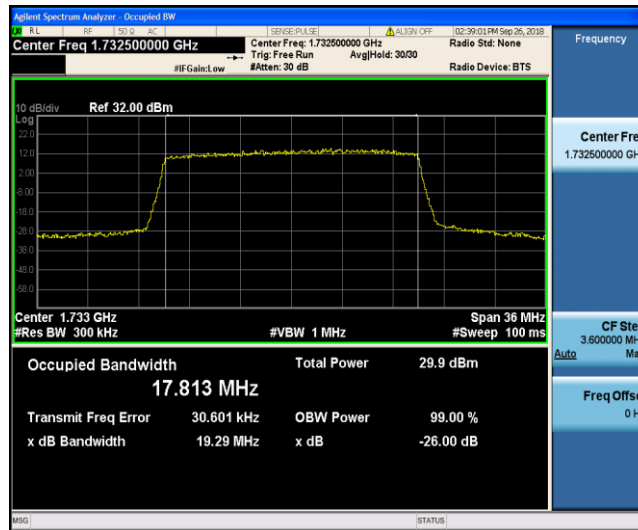 Agilent Spectrum Analyzer - Occupied BW
RL RF 50 Ω AC SENSE:PULSE ALIGN OFF 02:39:01 PM Sep 26, 2018
Center Freq 1.732500000 GHz
Center Freq: 1.732500000 GHz
Radio Std: None
Trig: Free Run Avg|Hold: 30/30
#IFGain:Low
#Atten: 30 dB
Radio Device: BTS
Frequency
10 dB/div Ref 32.00 dBm
Log
22.0
12.0
2.00
-8.00
-18.0
-28.0
-38.0
-48.0
-58.0
Center Fre
1.732500000 GH
Center 1.733 GHz Span 36 MHz
#Res BW 300 kHz #VBW 1 MHz #Sweep 100 ms
CF Ste
3.600000 MH
Auto Ma
Occupied Bandwidth Total Power 29.9 dBm
17.813 MHz
Transmit Freq Error 30.601 kHz OBW Power 99.00 %
x dB Bandwidth 19.29 MHz x dB -26.00 dB
Freq Offse
0 H
MSG STATUS